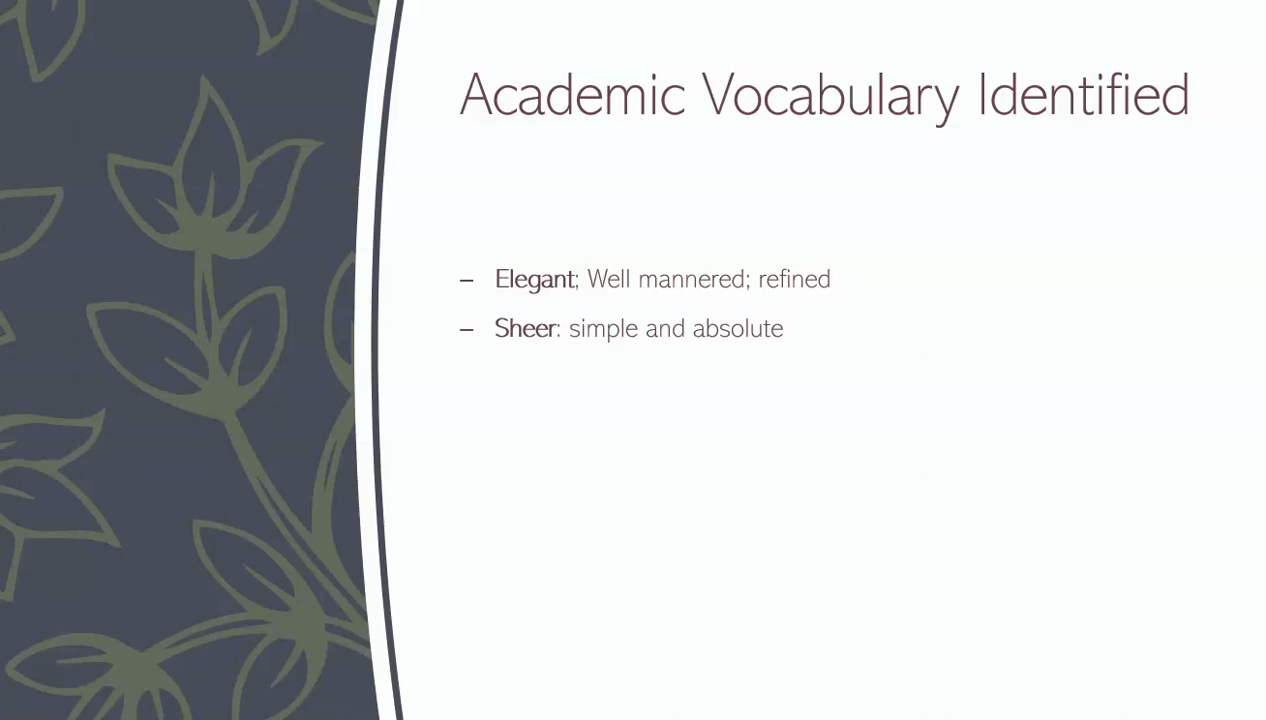 Academic Vocabulary Identified
– Elegant; Well mannered; refined
– Sheer: simple and absolute